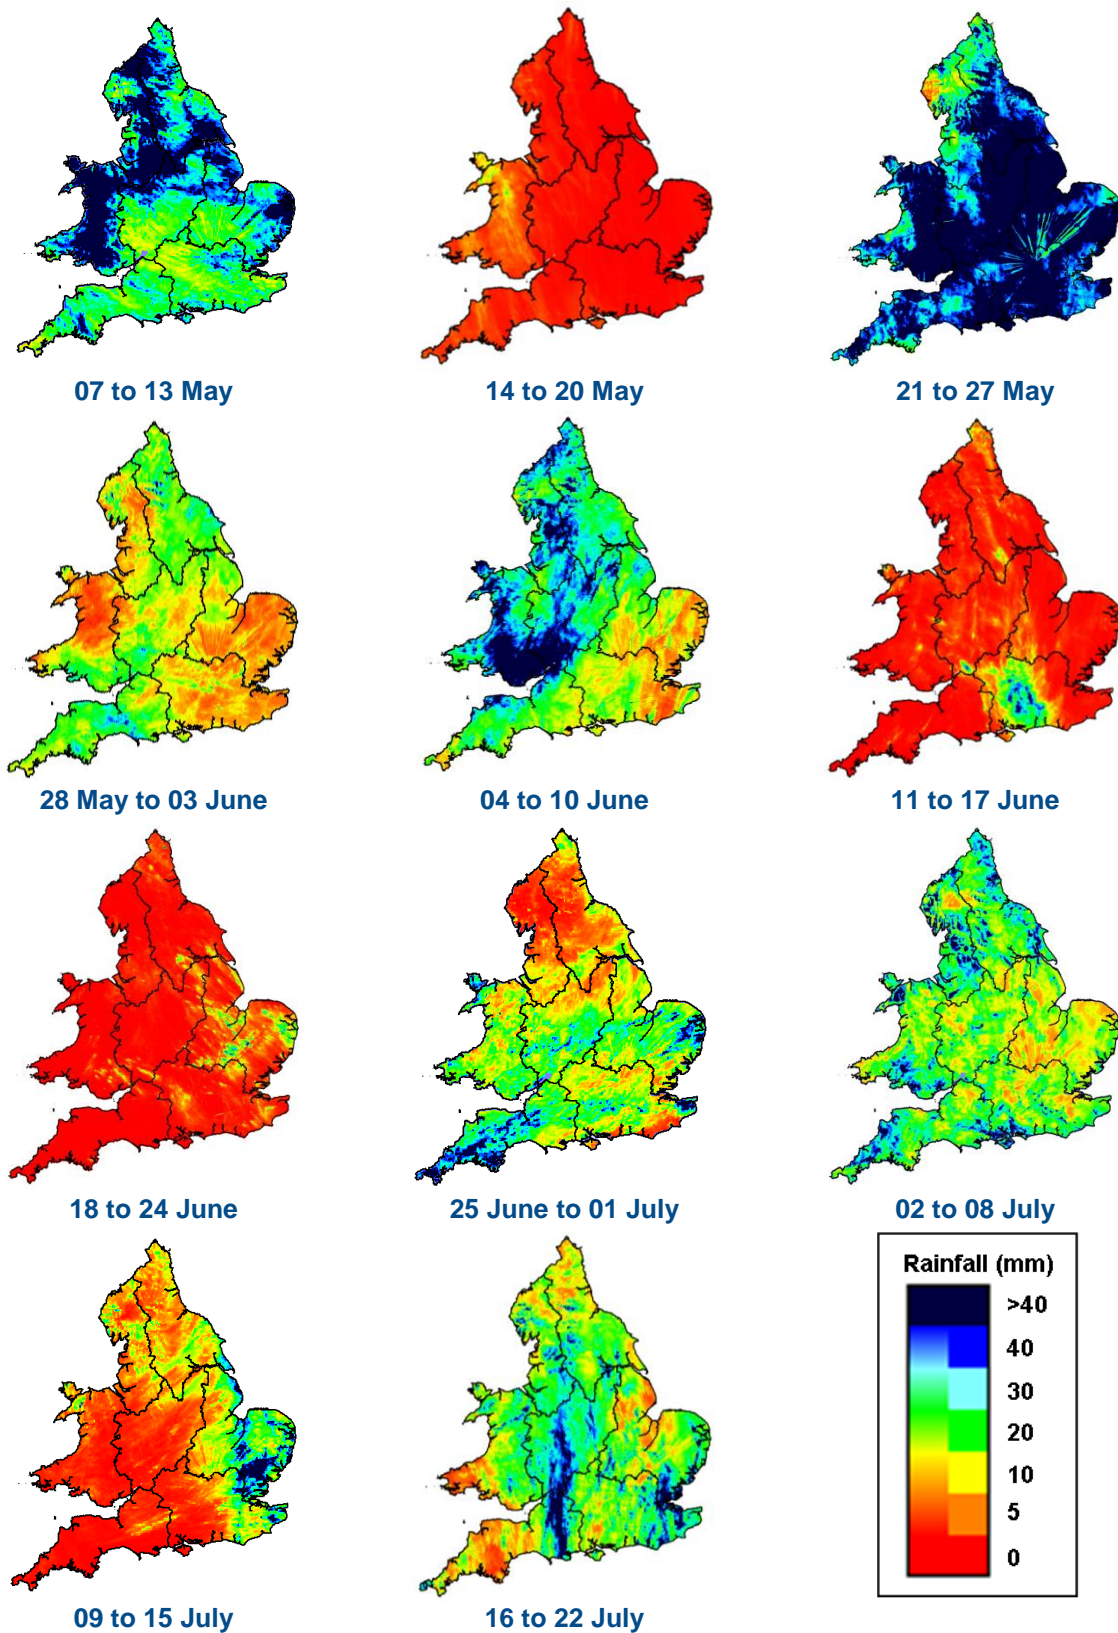 07 to 13 May
14 to 20 May
21 to 27 May
28 May to 03 June
04 to 10 June
11 to 17 June
18 to 24 June
25 June to 01 July
02 to 08 July
Rainfall (mm)
>40
40
30
20
10
5
0
09 to 15 July
16 to 22 July